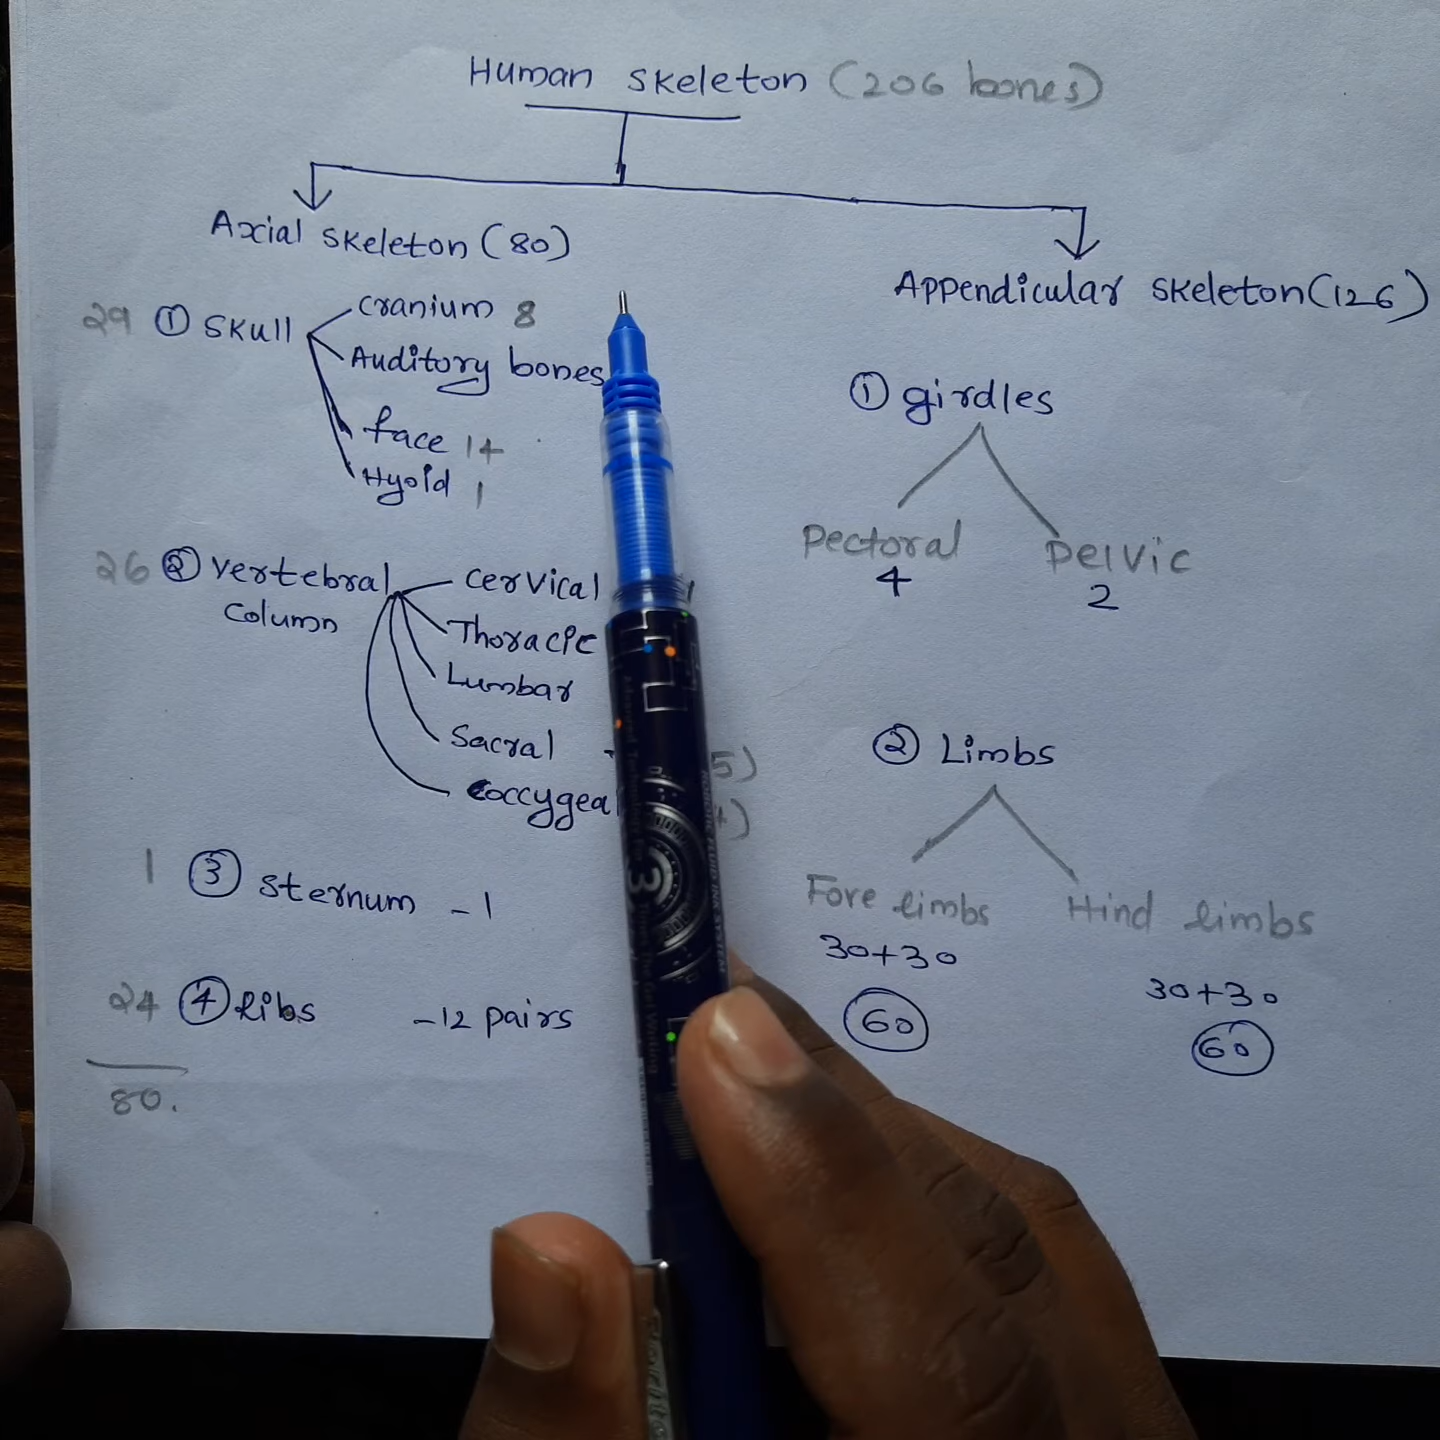 Human skeleton (206 bones)
Axial skeleton (80)
Appendicular skeleton (126)
29 ① Skull
Cranium 8
Auditory bones
face 14
Hyoid 1
26 ② Vertebral column
Cervical
Thoracic
Lumbar
Sacral 5)
Coccygeal )
1 ③ Sternum - 1
24 ④ Ribs - 12 pairs
80.
① girdles
Pectoral
4
Pelvic
2
② Limbs
Fore limbs
30+30
60
Hind limbs
30+30
60